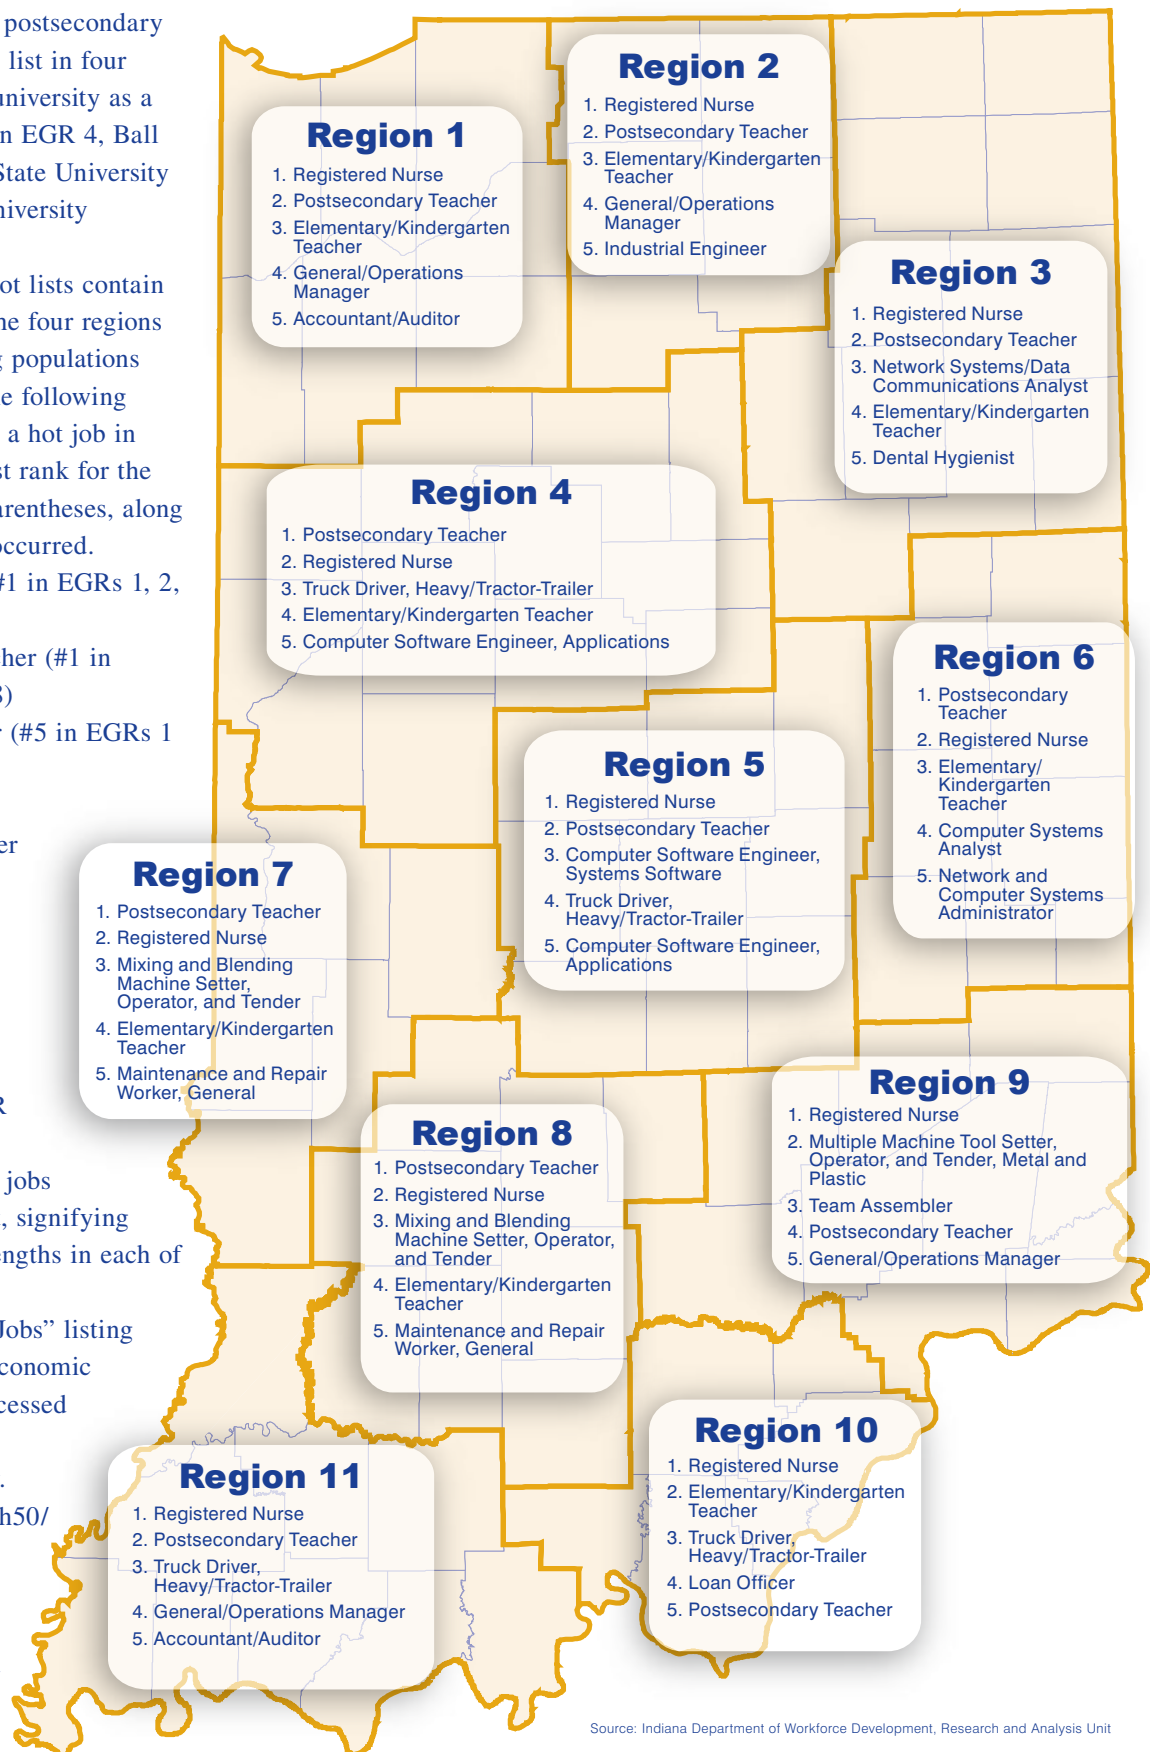 postsecondary
list in four
university as a
n EGR 4, Ball
State University
niversity
ot lists contain
he four regions
g populations
e following
a hot job in
st rank for the
arentheses, along
occurred.
#1 in EGRs 1, 2,
cher (#1 in
8)
r (#5 in EGRs 1
er
R
jobs
, signifying
engths in each of
Jobs” listing
conomic
cessed
.
h50/
Region 1
1. Registered Nurse
2. Postsecondary Teacher
3. Elementary/Kindergarten
Teacher
4. General/Operations
Manager
5. Accountant/Auditor
Region 2
1. Registered Nurse
2. Postsecondary Teacher
3. Elementary/Kindergarten
Teacher
4. General/Operations
Manager
5. Industrial Engineer
Region 3
1. Registered Nurse
2. Postsecondary Teacher
3. Network Systems/Data
Communications Analyst
4. Elementary/Kindergarten
Teacher
5. Dental Hygienist
Region 4
1. Postsecondary Teacher
2. Registered Nurse
3. Truck Driver, Heavy/Tractor-Trailer
4. Elementary/Kindergarten Teacher
5. Computer Software Engineer, Applications
Region 5
1. Registered Nurse
2. Postsecondary Teacher
3. Computer Software Engineer,
Systems Software
4. Truck Driver,
Heavy/Tractor-Trailer
5. Computer Software Engineer,
Applications
Region 6
1. Postsecondary
Teacher
2. Registered Nurse
3. Elementary/
Kindergarten
Teacher
4. Computer Systems
Analyst
5. Network and
Computer Systems
Administrator
Region 7
1. Postsecondary Teacher
2. Registered Nurse
3. Mixing and Blending
Machine Setter,
Operator, and Tender
4. Elementary/Kindergarten
Teacher
5. Maintenance and Repair
Worker, General
Region 8
1. Postsecondary Teacher
2. Registered Nurse
3. Mixing and Blending
Machine Setter, Operator,
and Tender
4. Elementary/Kindergarten
Teacher
5. Maintenance and Repair
Worker, General
Region 9
1. Registered Nurse
2. Multiple Machine Tool Setter,
Operator, and Tender, Metal and
Plastic
3. Team Assembler
4. Postsecondary Teacher
5. General/Operations Manager
Region 10
1. Registered Nurse
2. Elementary/Kindergarten
Teacher
3. Truck Driver,
Heavy/Tractor-Trailer
4. Loan Officer
5. Postsecondary Teacher
Region 11
1. Registered Nurse
2. Postsecondary Teacher
3. Truck Driver,
Heavy/Tractor-Trailer
4. General/Operations Manager
5. Accountant/Auditor
Source: Indiana Department of Workforce Development, Research and Analysis Unit